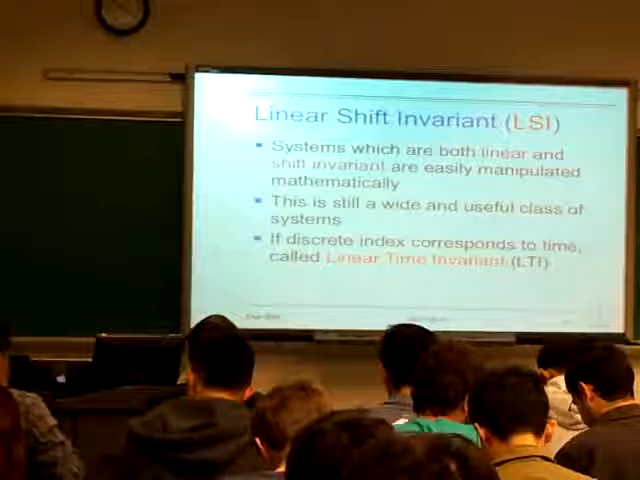 Linear Shift Invariant (LSI)
Systems which are both linear and
shift invariant are easily manipulated
mathematically
This is still a wide and useful class of
systems
If discrete index corresponds to time,
called Linear Time Invariant (LTI)